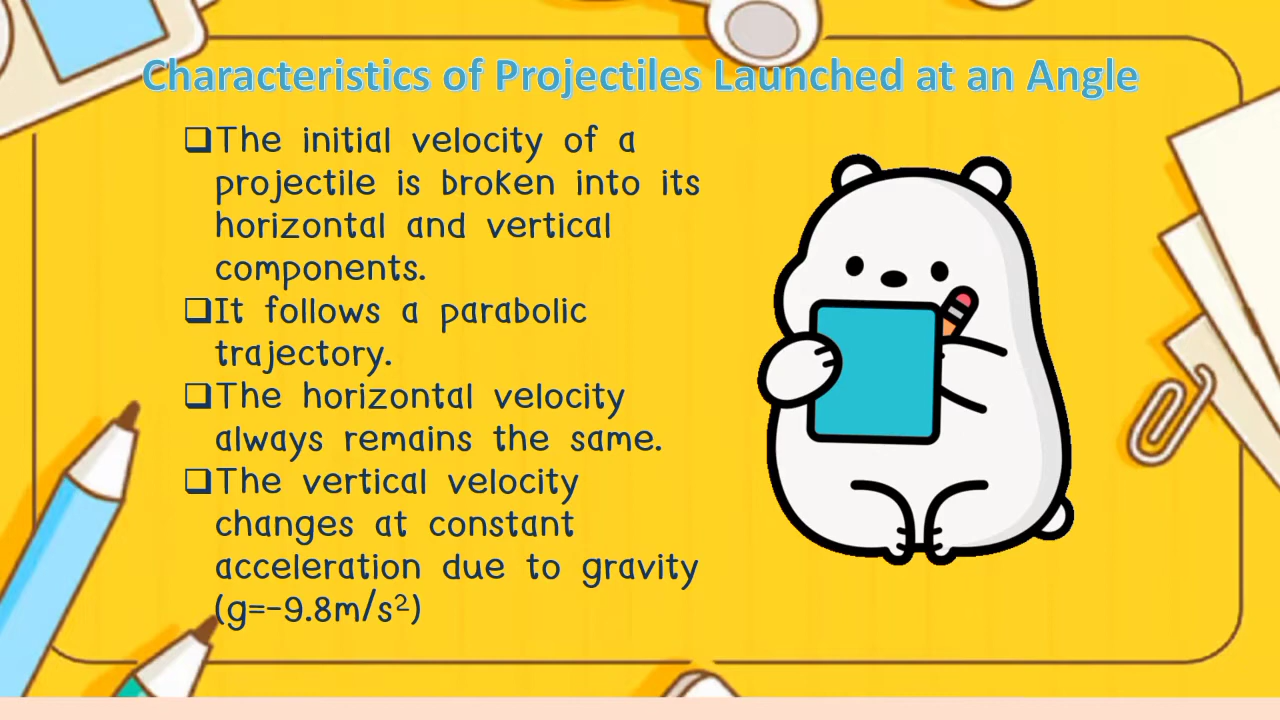 Characteristics of Projectiles Launched at an Angle
❑The initial velocity of a
projectile is broken into its
horizontal and vertical
components.
❑It follows a parabolic
trajectory.
❑The horizontal velocity
always remains the same.
❑The vertical velocity
changes at constant
acceleration due to gravity
(g=-9.8m/s²)